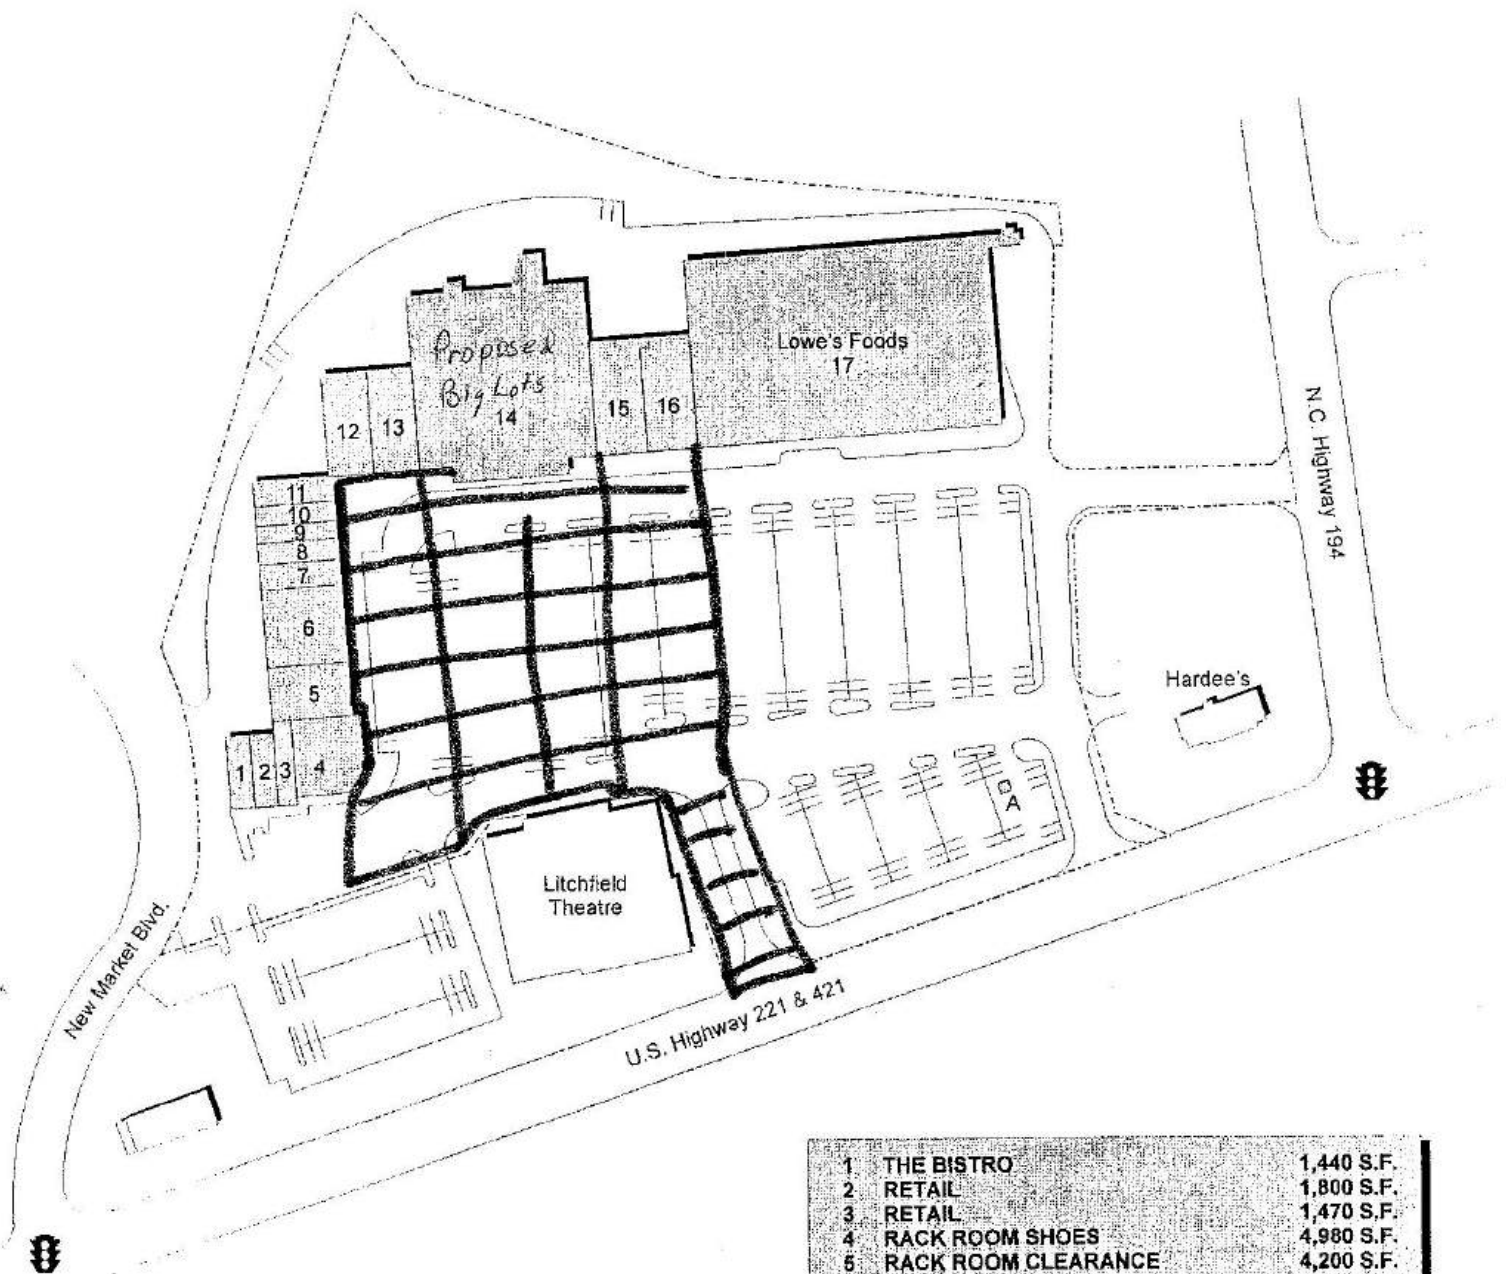 Proposed
Big Lots
14
Lowe's Foods
17
15
16
12
13
11
10
9
8
7
6
5
1
2
3
4
N.C. Highway 194
Hardee's
A
Litchfield
Theatre
New Market Blvd.
U.S. Highway 221 & 421
1 THE BISTRO 1,440 S.F.
2 RETAIL 1,800 S.F.
3 RETAIL 1,470 S.F.
4 RACK ROOM SHOES 4,980 S.F.
5 RACK ROOM CLEARANCE 4,200 S.F.